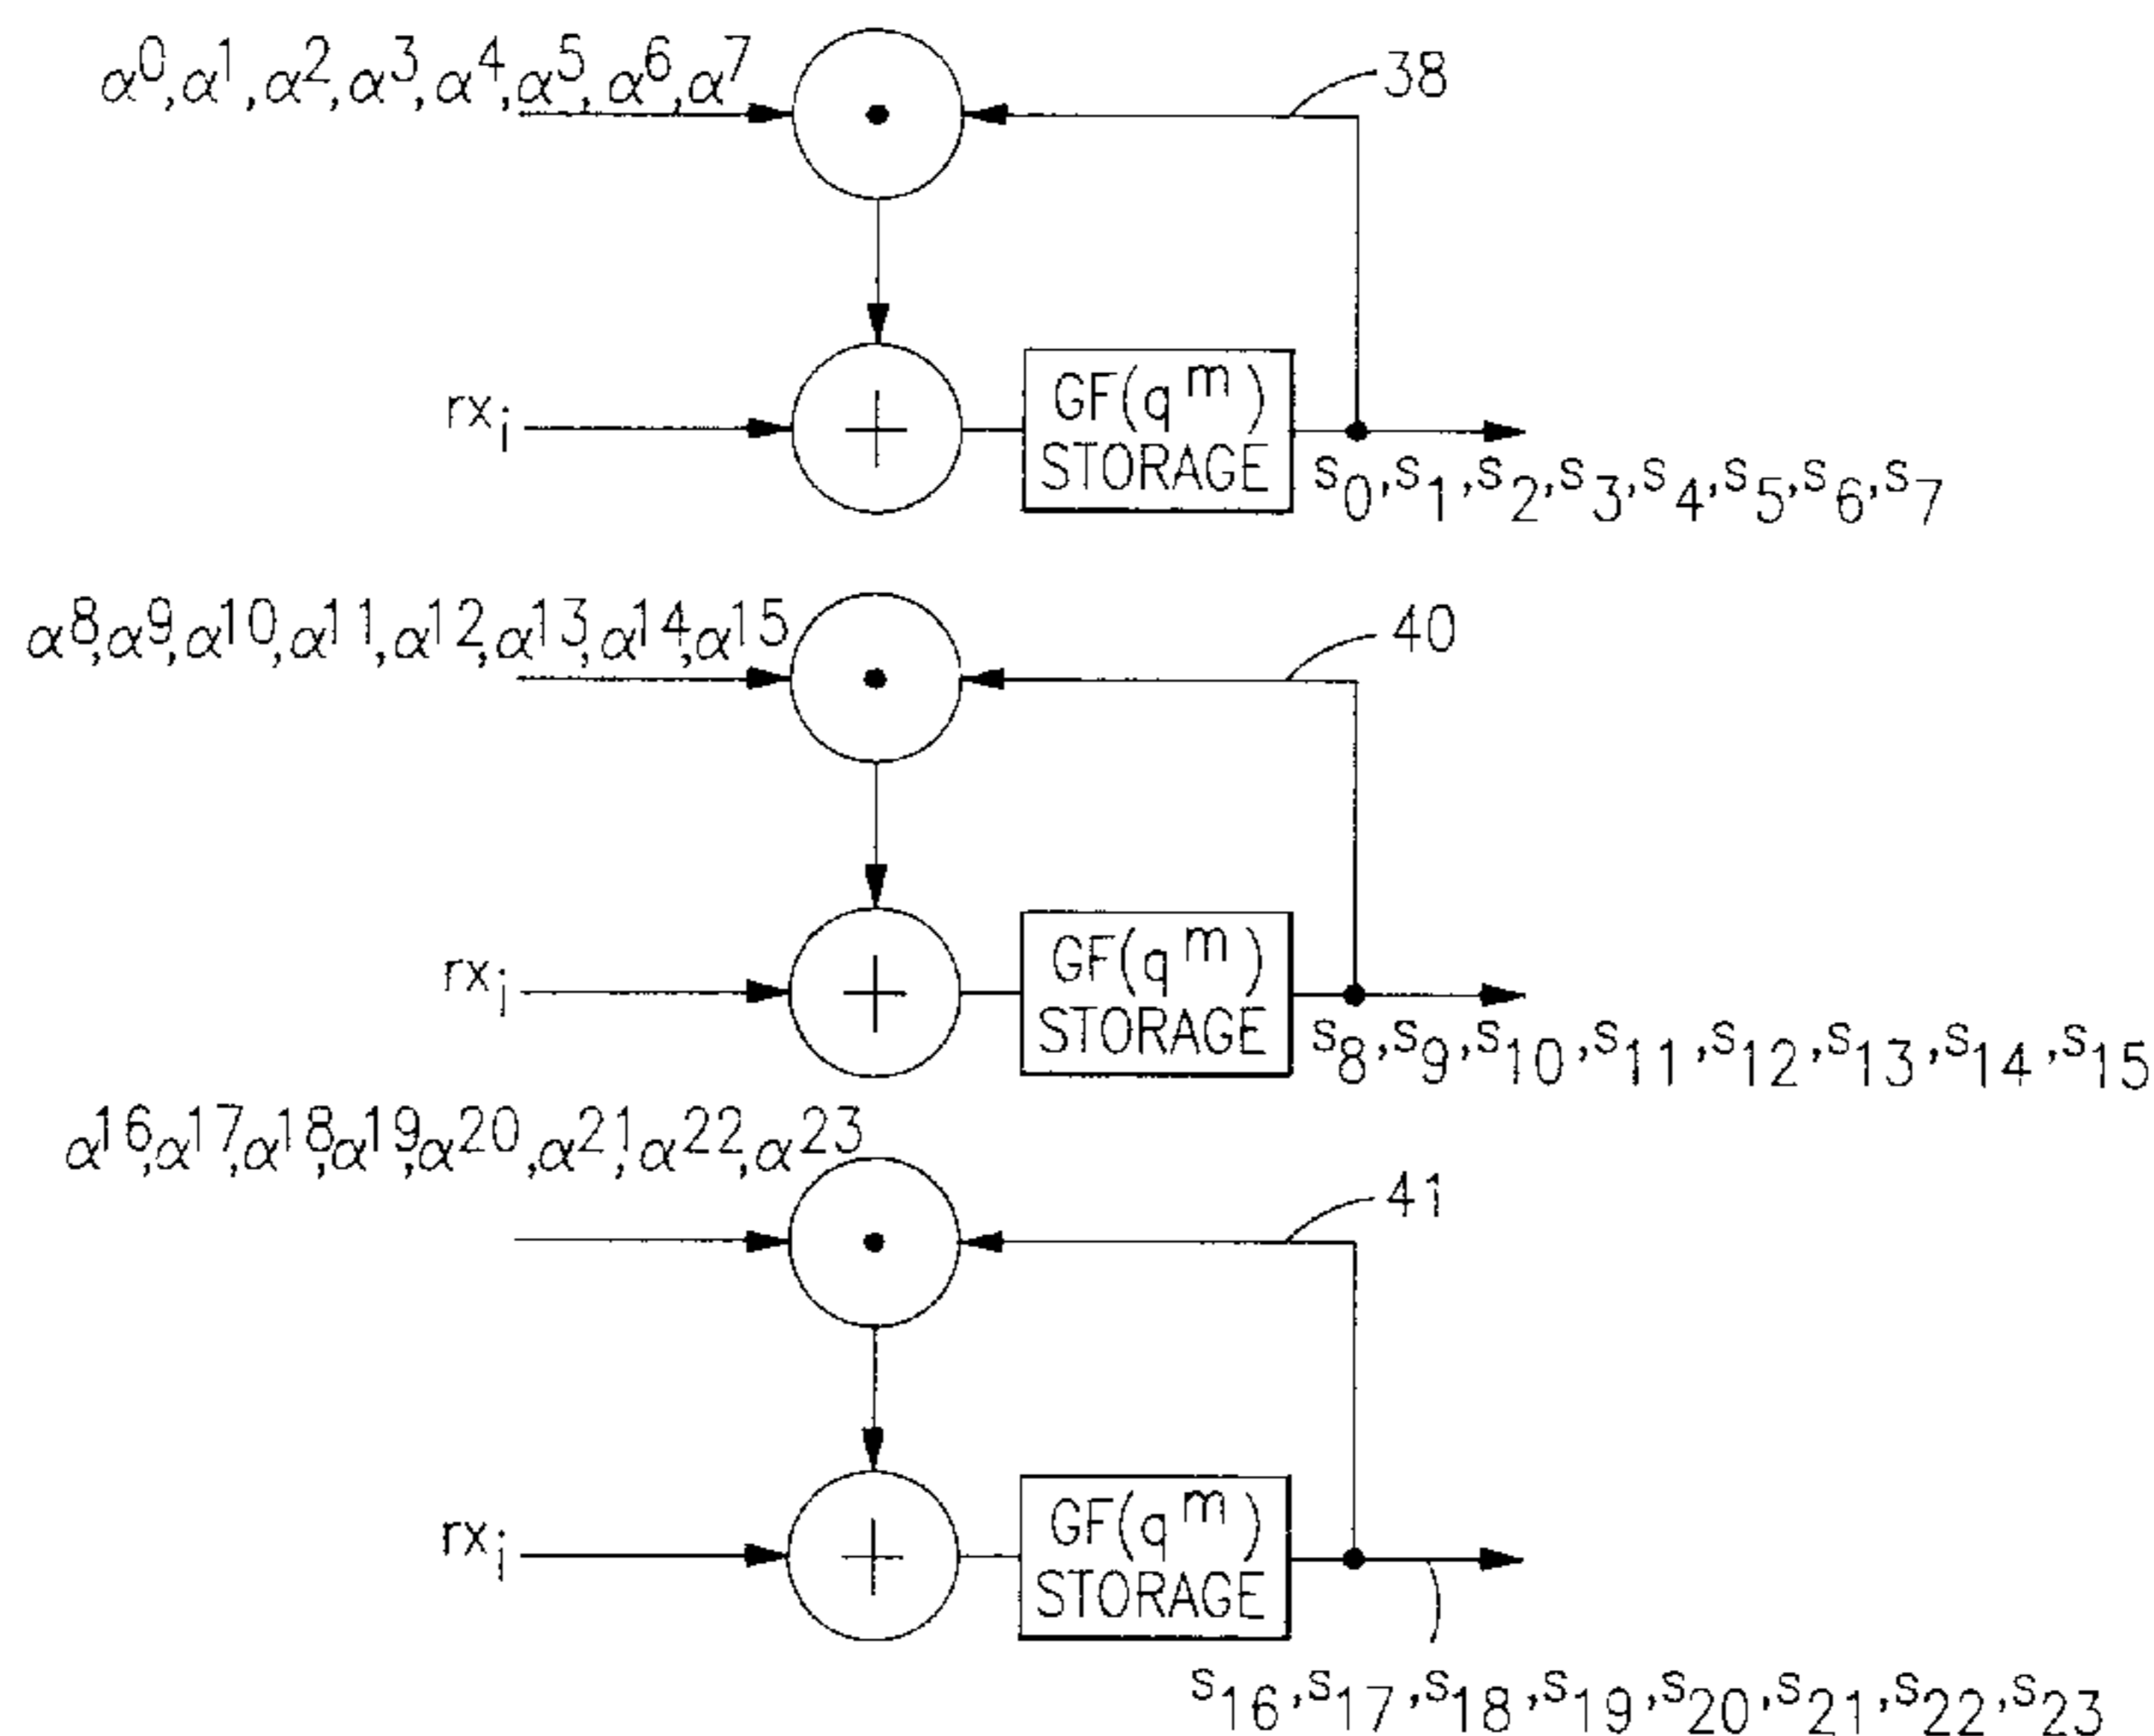 α⁰,α¹,α²,α³,α⁴,α⁵,α⁶,α⁷
38
rxᵢ
GF(qᵐ)
STORAGE
s₀,s₁,s₂,s₃,s₄,s₅,s₆,s₇
α⁸,α⁹,α¹⁰,α¹¹,α¹²,α¹³,α¹⁴,α¹⁵
40
rxᵢ
GF(qᵐ)
STORAGE
s₈,s₉,s₁₀,s₁₁,s₁₂,s₁₃,s₁₄,s₁₅
α¹⁶,α¹⁷,α¹⁸,α¹⁹,α²⁰,α²¹,α²²,α²³
41
rxᵢ
GF(qᵐ)
STORAGE
s₁₆,s₁₇,s₁₈,s₁₉,s₂₀,s₂₁,s₂₂,s₂₃